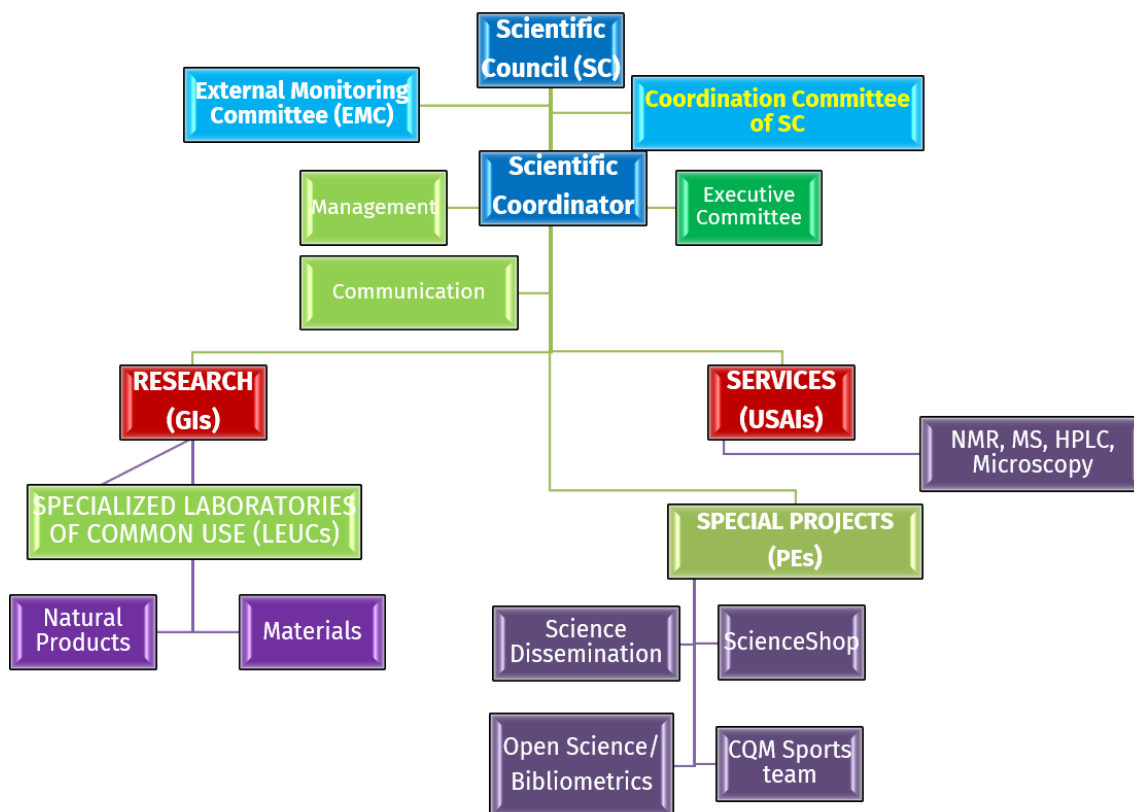 Scientific
Council (SC)
External Monitoring
Committee (EMC)
Coordination Committee
of SC
Scientific
Coordinator
Management
Executive
Committee
Communication
RESEARCH
(GIs)
SERVICES
(USAIs)
NMR, MS, HPLC,
Microscopy
SPECIALIZED LABORATORIES
OF COMMON USE (LEUCs)
SPECIAL PROJECTS
(PEs)
Natural
Products
Materials
Science
Dissemination
ScienceShop
Open Science/
Bibliometrics
CQM Sports
team